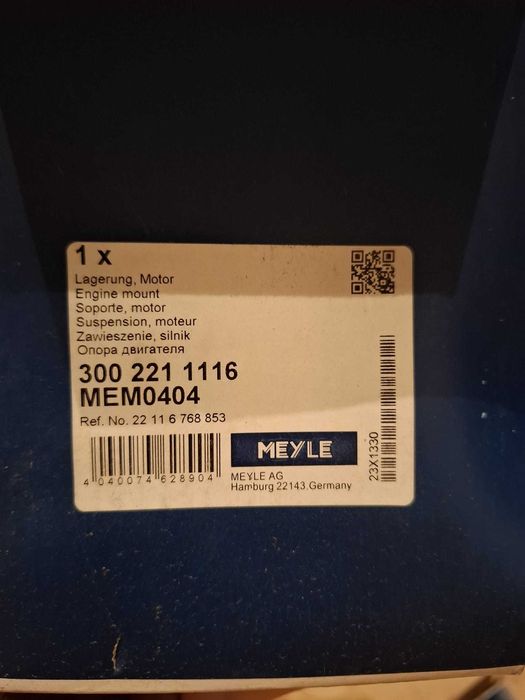 1 x
Lagerung, Motor
Engine mount
Soporte, motor
Suspension, moteur
Zawieszenie, silnik
Опора двигателя
300 221 1116
MEM0404
Ref. No. 22 11 6 768 853
4 040074 628904
MEYLE
MEYLE AG
Hamburg 22143,Germany
23X1330